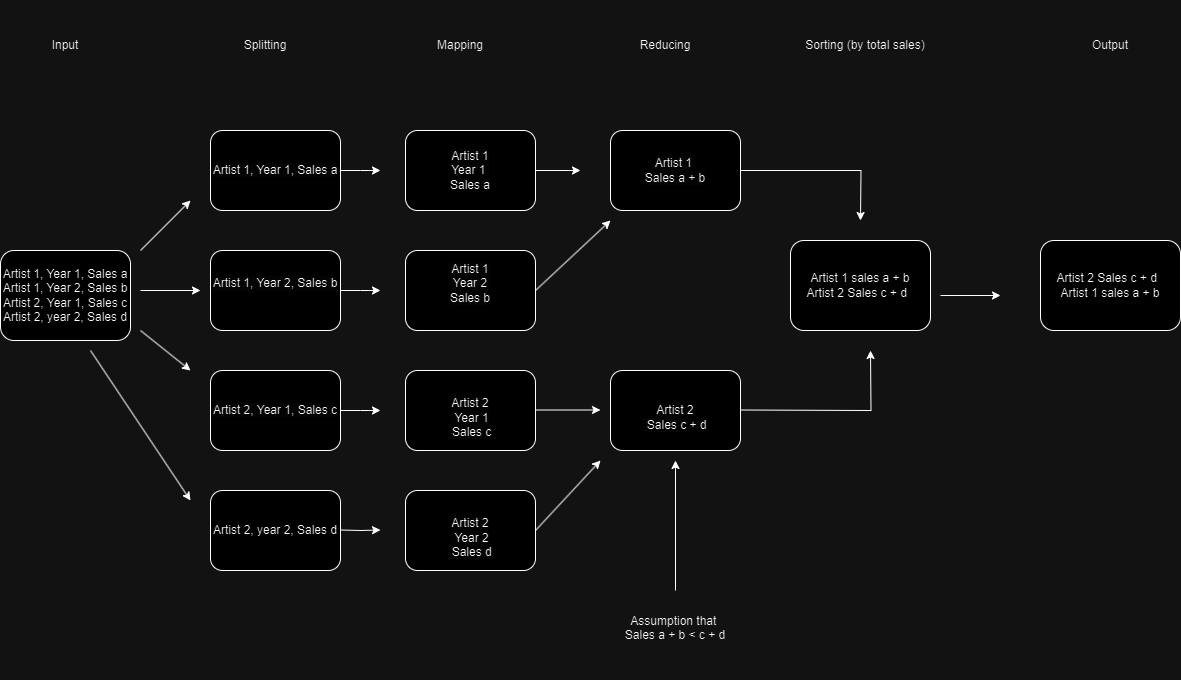 Input
Splitting
Mapping
Reducing
Sorting (by total sales)
Output
Artist 1, Year 1, Sales a
Artist 1, Year 2, Sales b
Artist 2, Year 1, Sales c
Artist 2, year 2, Sales d
Artist 1, Year 1, Sales a
Artist 1, Year 2, Sales b
Artist 2, Year 1, Sales c
Artist 2, year 2, Sales d
Artist 1
Year 1
Sales a
Artist 1
Year 2
Sales b
Artist 2
Year 1
Sales c
Artist 2
Year 2
Sales d
Artist 1
Sales a + b
Artist 2
Sales c + d
Assumption that
Sales a + b < c + d
Artist 1 sales a + b
Artist 2 Sales c + d
Artist 2 Sales c + d
Artist 1 sales a + b